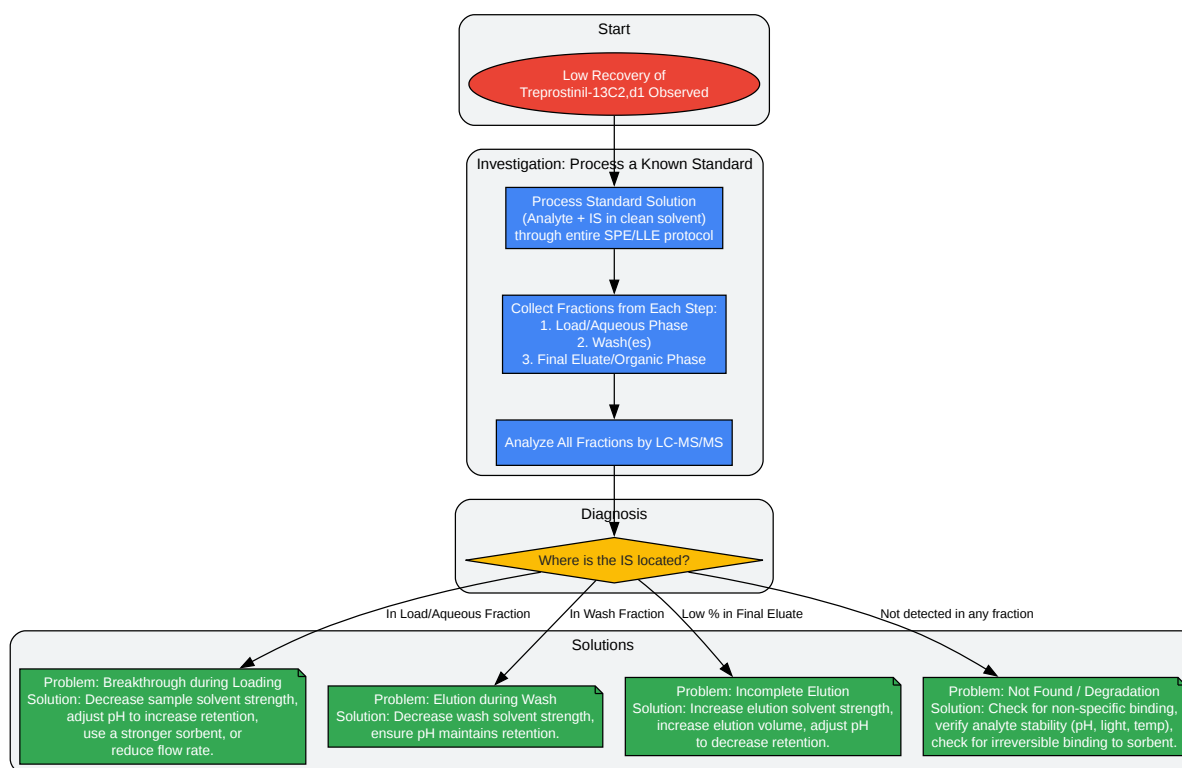 Start
Low Recovery of
Treprostinil-13C2,d1 Observed
Investigation: Process a Known Standard
Process Standard Solution
(Analyte + IS in clean solvent)
through entire SPE/LLE protocol
Collect Fractions from Each Step:
1. Load/Aqueous Phase
2. Wash(es)
3. Final Eluate/Organic Phase
Analyze All Fractions by LC-MS/MS
Diagnosis
Where is the IS located?
In Load/Aqueous Fraction
In Wash Fraction
Low % in Final Eluate
Not detected in any fraction
Solutions
Problem: Breakthrough during Loading
Solution: Decrease sample solvent strength,
adjust pH to increase retention,
use a stronger sorbent, or
reduce flow rate.
Problem: Elution during Wash
Solution: Decrease wash solvent strength,
ensure pH maintains retention.
Problem: Incomplete Elution
Solution: Increase elution solvent strength,
increase elution volume, adjust pH
to decrease retention.
Problem: Not Found / Degradation
Solution: Check for non-specific binding,
verify analyte stability (pH, light, temp),
check for irreversible binding to sorbent.